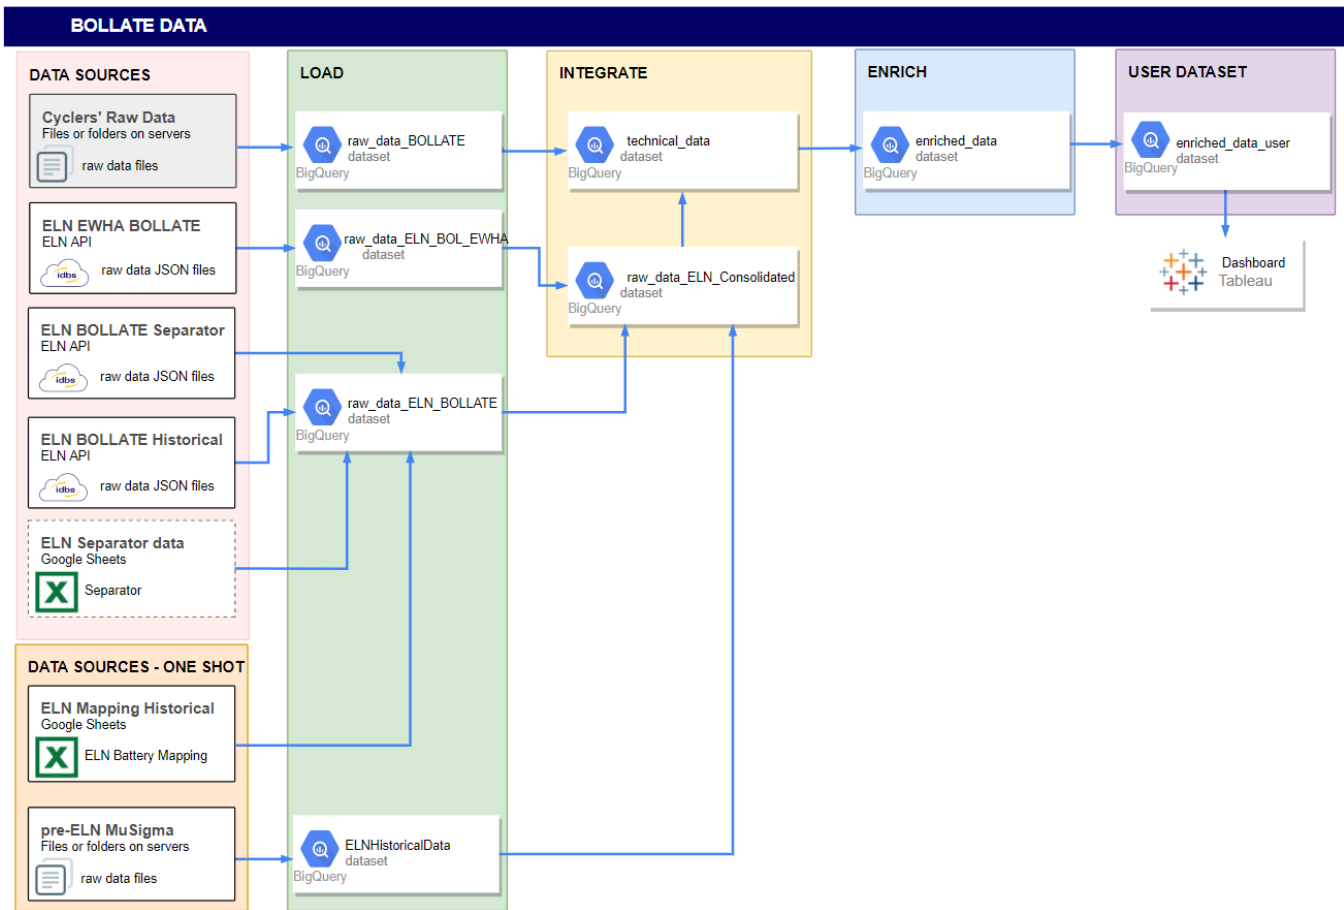 BOLLATE DATA
DATA SOURCES
Cyclers' Raw Data
Files or folders on servers
raw data files
ELN EWHA BOLLATE
ELN API
idbs
raw data JSON files
ELN BOLLATE Separator
ELN API
idbs
raw data JSON files
ELN BOLLATE Historical
ELN API
idbs
raw data JSON files
ELN Separator data
Google Sheets
X
Separator
DATA SOURCES - ONE SHOT
ELN Mapping Historical
Google Sheets
X
ELN Battery Mapping
pre-ELN MuSigma
Files or folders on servers
raw data files
LOAD
raw_data_BOLLATE
dataset
BigQuery
raw_data_ELN_BOL_EWHA
dataset
BigQuery
raw_data_ELN_BOLLATE
dataset
BigQuery
ELNHistoricalData
dataset
BigQuery
INTEGRATE
technical_data
dataset
BigQuery
raw_data_ELN_Consolidated
dataset
BigQuery
ENRICH
enriched_data
dataset
BigQuery
USER DATASET
enriched_data_user
dataset
BigQuery
Dashboard
Tableau